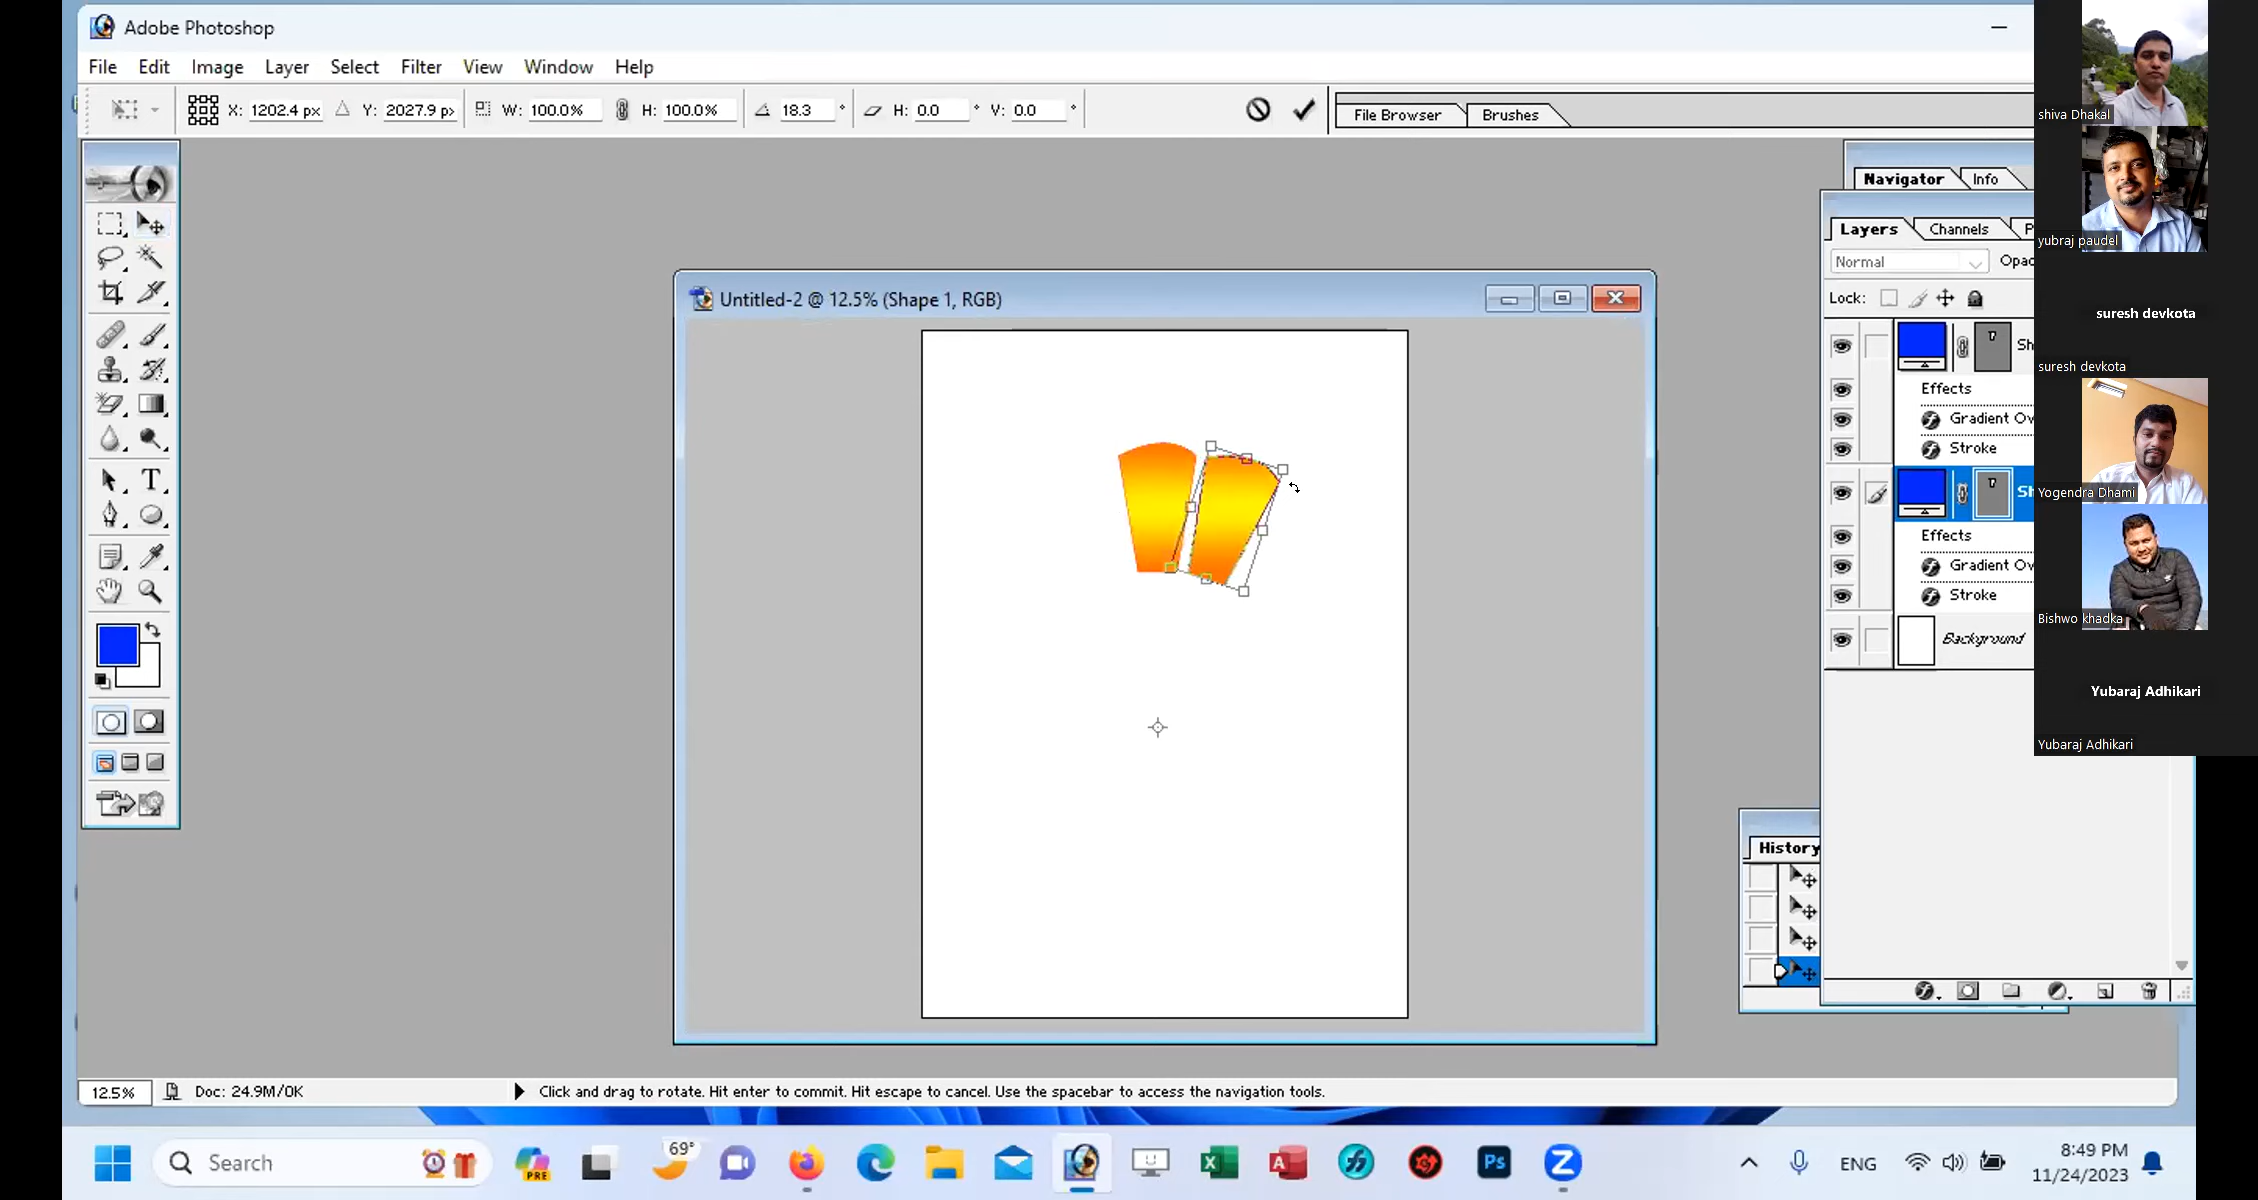 Adobe Photoshop
File Edit Image Layer Select Filter View Window Help
X: 1202.4 px Y: 2027.9 p W: 100.0% H: 100.0% 18.3 ° H: 0.0 ° V: 0.0 °
File Browser Brushes
Navigator Info
Layers Channels P
Normal Opac
Lock:
Untitled-2 @ 12.5% (Shape 1, RGB)
Sh
Effects
Gradient Ov
Stroke
Sh
Effects
Gradient Ov
Stroke
Background
History
shiva Dhakal
yubraj paudel
suresh devkota
suresh devkota
Yogendra Dhami
Bishwo khadka
Yubaraj Adhikari
Yubaraj Adhikari
12.5% Doc: 24.9M/0K Click and drag to rotate. Hit enter to commit. Hit escape to cancel. Use the spacebar to access the navigation tools.
Search
PRE
69°
Ps
ENG
8:49 PM
11/24/2023